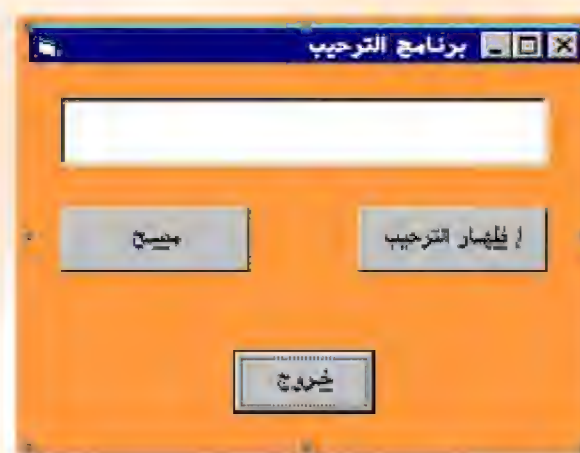 برنامج الترحيب
إظهار الترحيب
مسح
خروج